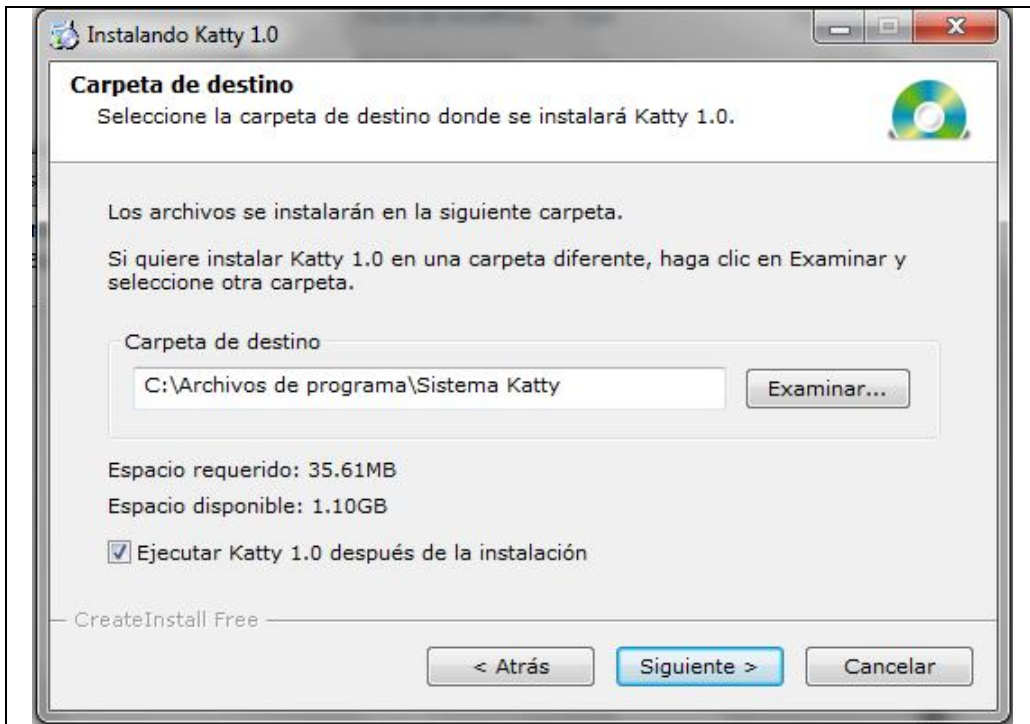 Instalando Katty 1.0
Carpeta de destino
Seleccione la carpeta de destino donde se instalará Katty 1.0.
Los archivos se instalarán en la siguiente carpeta.
Si quiere instalar Katty 1.0 en una carpeta diferente, haga clic en Examinar y
seleccione otra carpeta.
Carpeta de destino
C:\Archivos de programa\Sistema Katty
Examinar...
Espacio requerido: 35.61MB
Espacio disponible: 1.10GB
Ejecutar Katty 1.0 después de la instalación
CreateInstall Free
< Atrás
Siguiente >
Cancelar